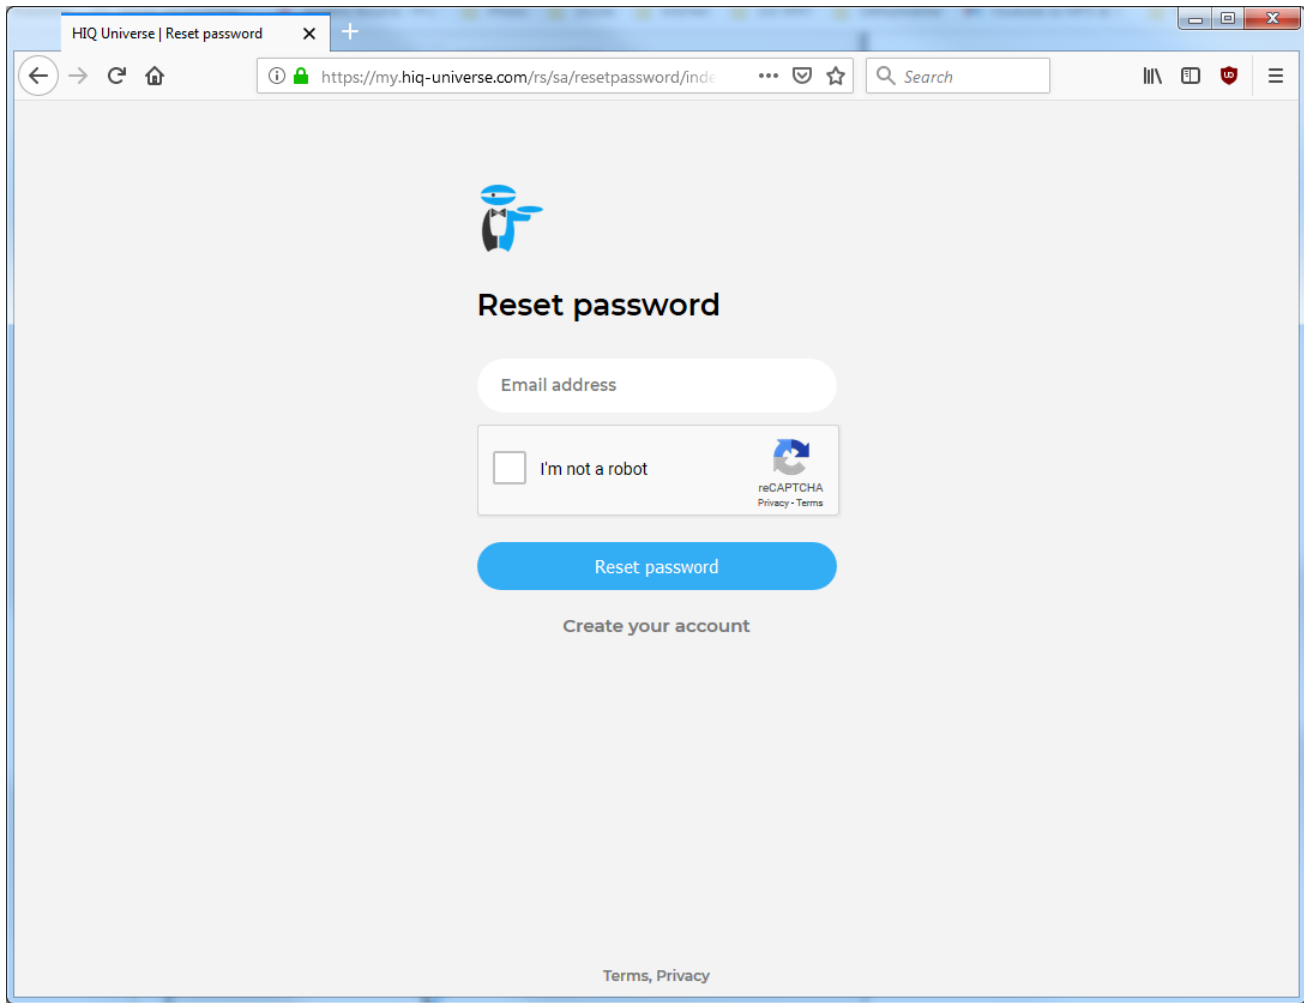 HIQ Universe | Reset password
https://my.hiq-universe.com/rs/sa/resetpassword/inde
Search
Reset password
Email address
I'm not a robot
reCAPTCHA
Privacy - Terms
Reset password
Create your account
Terms, Privacy